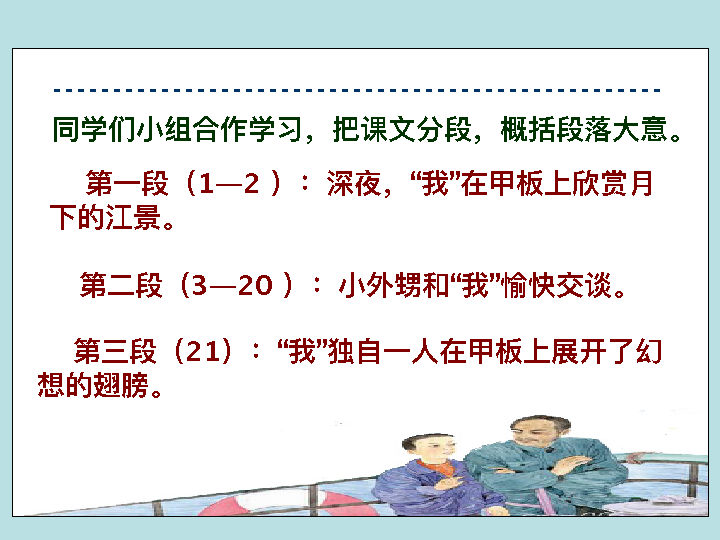 同学们小组合作学习，把课文分段，概括段落大意。
第一段（1—2 ）：深夜，“我”在甲板上欣赏月
下的江景。
第二段（3—20 ）：小外甥和“我”愉快交谈。
第三段（21）：“我”独自一人在甲板上展开了幻
想的翅膀。